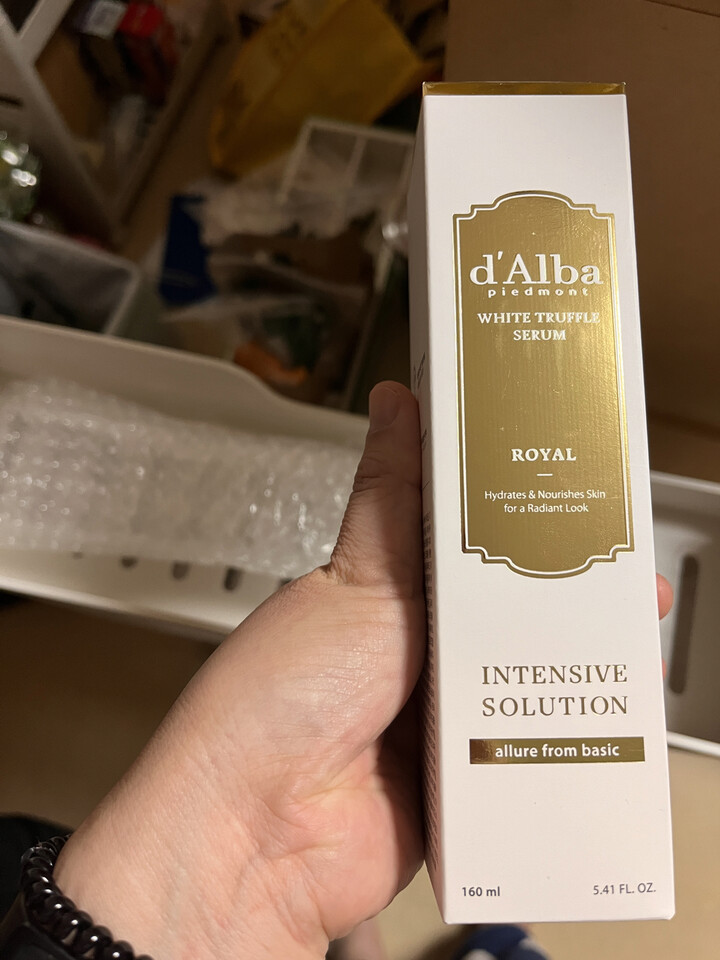 d'Alba
piedmont
WHITE TRUFFLE
SERUM
ROYAL
Hydrates & Nourishes Skin
for a Radiant Look
INTENSIVE
SOLUTION
allure from basic
160 ml
5.41 FL. OZ.